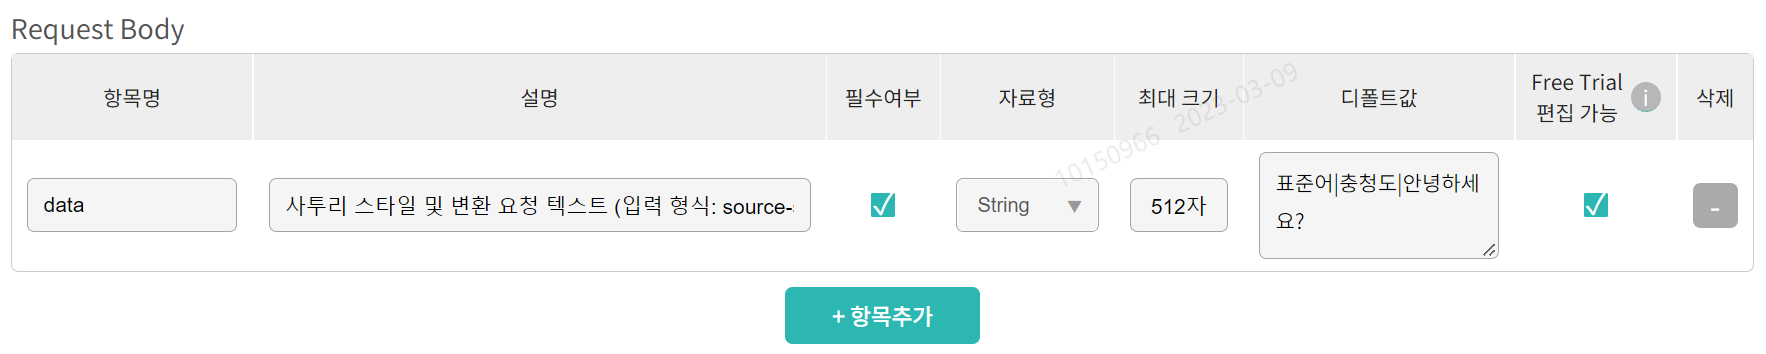 Request Body
항목명 설명 필수여부 자료형 최대 크기 디폴트값 Free Trial 편집 가능 i 삭제
data 사투리 스타일 및 변환 요청 텍스트 (입력 형식: source- String ▼ 512자 표준어|충청도|안녕하세
요? -
10150966 2023-03-09
+ 항목추가